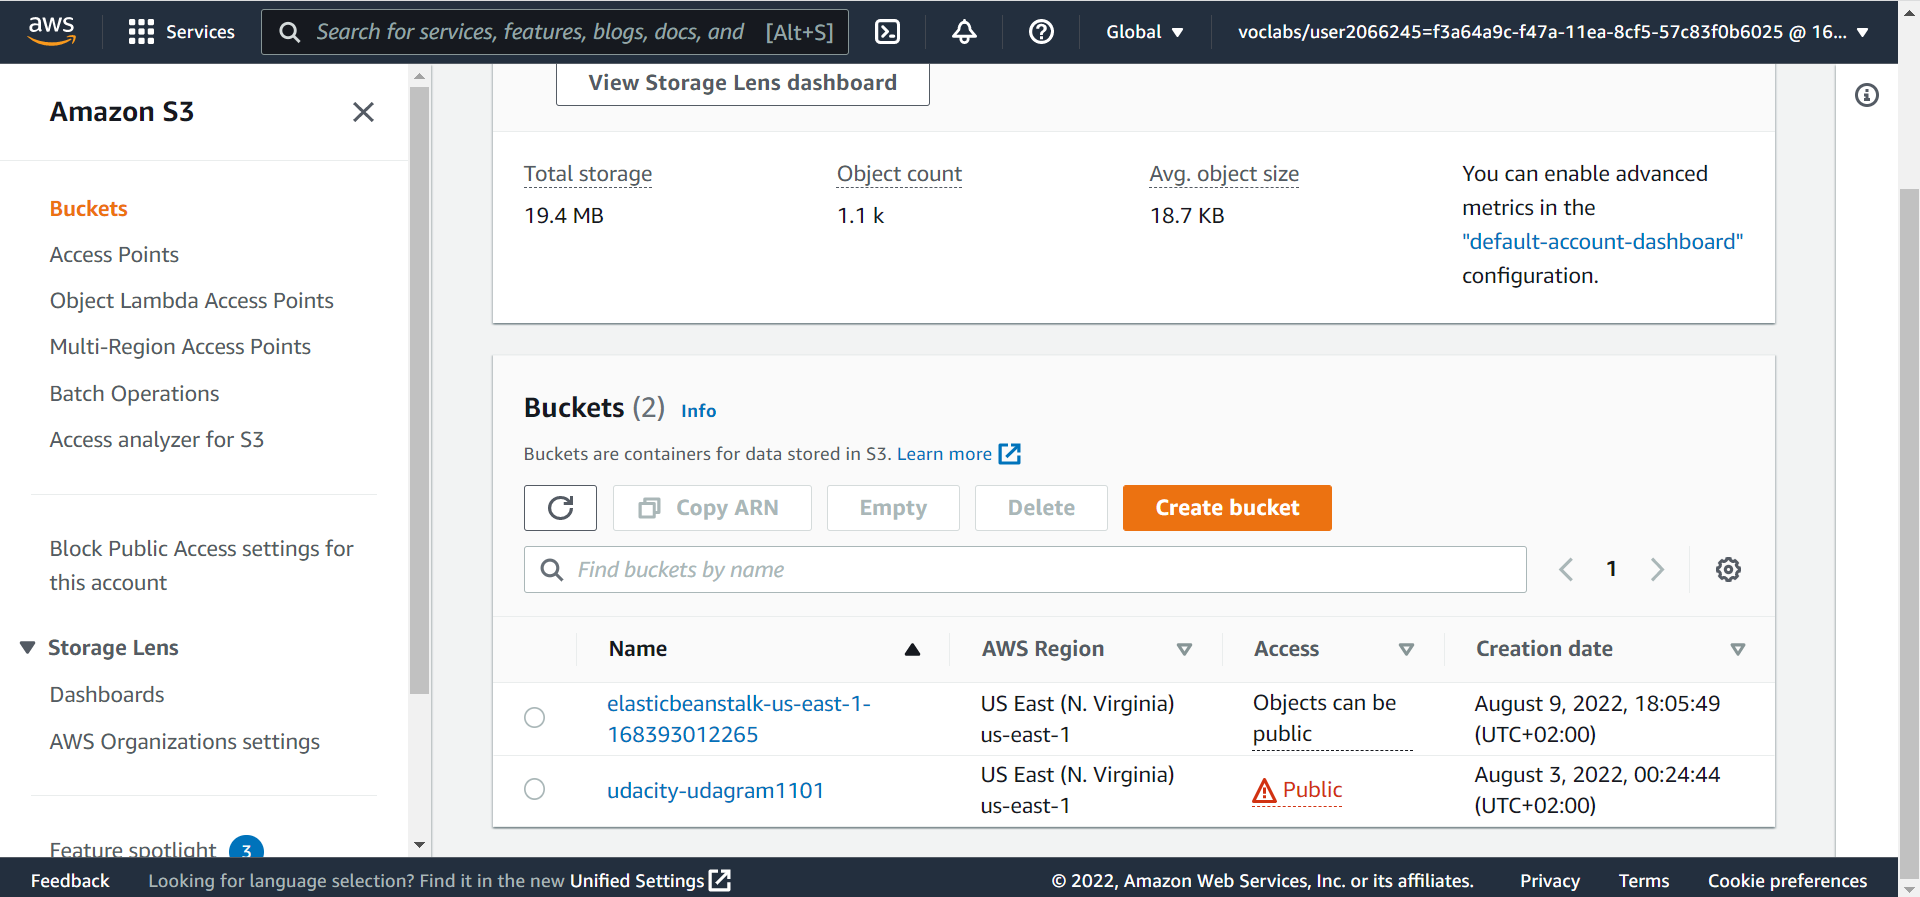 aws
Services
Search for services, features, blogs, docs, and [Alt+S]
Global
voclabs/user2066245=f3a64a9c-f47a-11ea-8cf5-57c83f0b6025 @ 16...
Amazon S3
Buckets
Access Points
Object Lambda Access Points
Multi-Region Access Points
Batch Operations
Access analyzer for S3
Block Public Access settings for
this account
Storage Lens
Dashboards
AWS Organizations settings
Feature spotlight 3
View Storage Lens dashboard
Total storage
19.4 MB
Object count
1.1 k
Avg. object size
18.7 KB
You can enable advanced
metrics in the
"default-account-dashboard"
configuration.
Buckets (2) Info
Buckets are containers for data stored in S3. Learn more
Copy ARN
Empty
Delete
Create bucket
Find buckets by name
1
Name
AWS Region
Access
Creation date
elasticbeanstalk-us-east-1-
168393012265
US East (N. Virginia)
us-east-1
Objects can be
public
August 9, 2022, 18:05:49
(UTC+02:00)
udacity-udagram1101
US East (N. Virginia)
us-east-1
Public
August 3, 2022, 00:24:44
(UTC+02:00)
Feedback
Looking for language selection? Find it in the new Unified Settings
© 2022, Amazon Web Services, Inc. or its affiliates.
Privacy
Terms
Cookie preferences